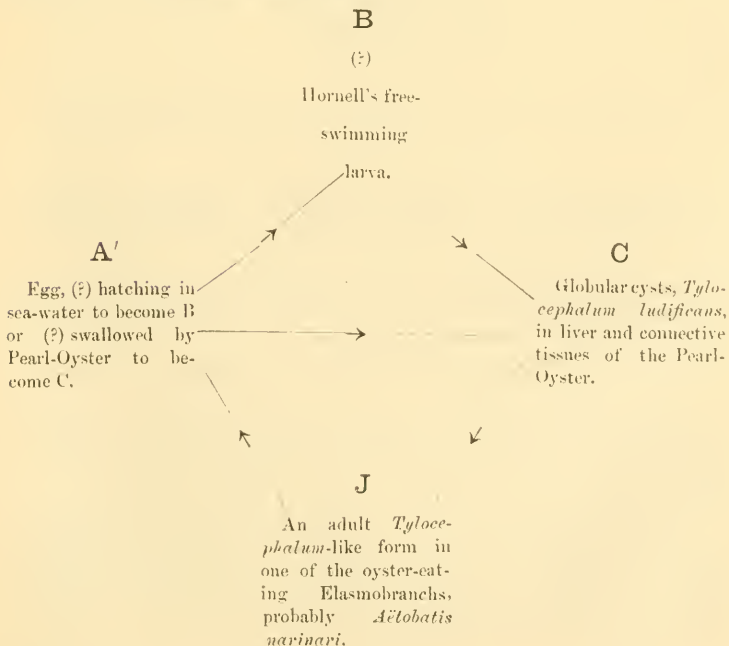 B
(?)
Hornell's free-
swimming
larva.
A'
Egg, (?) hatching in
sea-water to become B
or (?) swallowed by
Pearl-Oyster to be-
come C.
C
Globular cysts, Tylo-
cephalum ludificans,
in liver and connective
tissues of the Pearl-
Oyster.
J
An adult Tyloce-
phalum-like form in
one of the oyster-eat-
ing Elasmobranchs,
probably Aëtobatis
narinari.